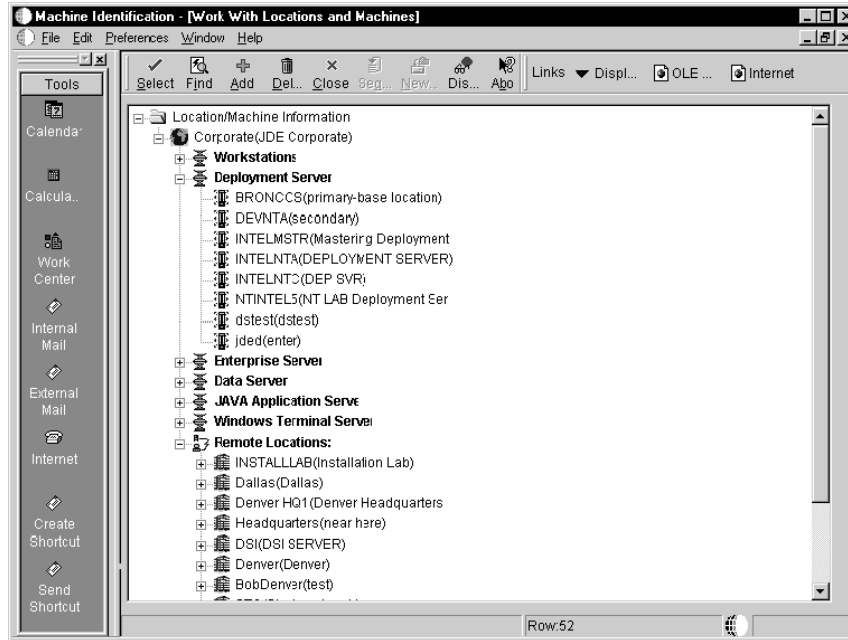 Machine Identification - [Work With Locations and Machines]
File Edit Preferences Window Help
Select Find Add Del... Close Seq... New... Dis... Abo Links Displ... OLE ... Internet
Tools
Calendar
Calcula..
Work
Center
Internal
Mail
External
Mail
Internet
Create
Shortcut
Send
Shortcut
Location/Machine Information
Corporate(JDE Corporate)
Workstations
Deployment Server
BRONCCS(primary-base location)
DEVNTA(secondary)
INTELMSTR(Mastering Deployment
INTELNTA(DEPLOYMENT SERVER)
INTELNTC(DEP SVR)
NTINTEL5(NT LAB Deployment Ser
dstest(dstest)
jded(enter)
Enterprise Server
Data Server
JAVA Application Serve
Windows Terminal Server
Remote Locations:
INSTALLLAB(Installation Lab)
Dallas(Dallas)
Denver HQ1(Denver Headquarters
Headquarters(near here)
DSI(DSI SERVER)
Denver(Denver)
BobDenver(test)
Row:52